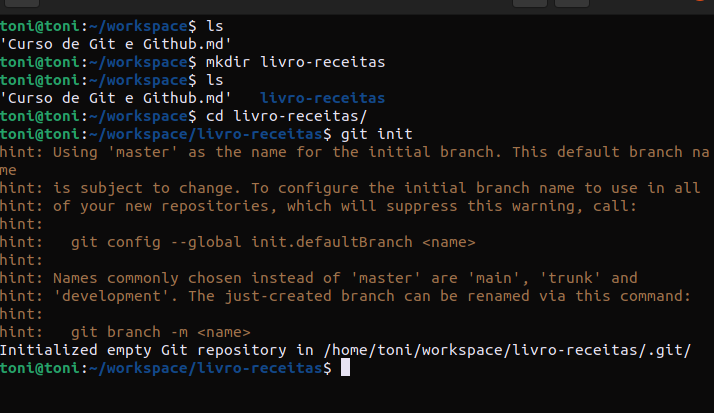 toni@toni:~/workspace$ ls
'Curso de Git e Github.md'
toni@toni:~/workspace$ mkdir livro-receitas
toni@toni:~/workspace$ ls
'Curso de Git e Github.md'   livro-receitas
toni@toni:~/workspace$ cd livro-receitas/
toni@toni:~/workspace/livro-receitas$ git init
hint: Using 'master' as the name for the initial branch. This default branch na
me
hint: is subject to change. To configure the initial branch name to use in all
hint: of your new repositories, which will suppress this warning, call:
hint:
hint:   git config --global init.defaultBranch <name>
hint:
hint: Names commonly chosen instead of 'master' are 'main', 'trunk' and
hint: 'development'. The just-created branch can be renamed via this command:
hint:
hint:   git branch -m <name>
Initialized empty Git repository in /home/toni/workspace/livro-receitas/.git/
toni@toni:~/workspace/livro-receitas$